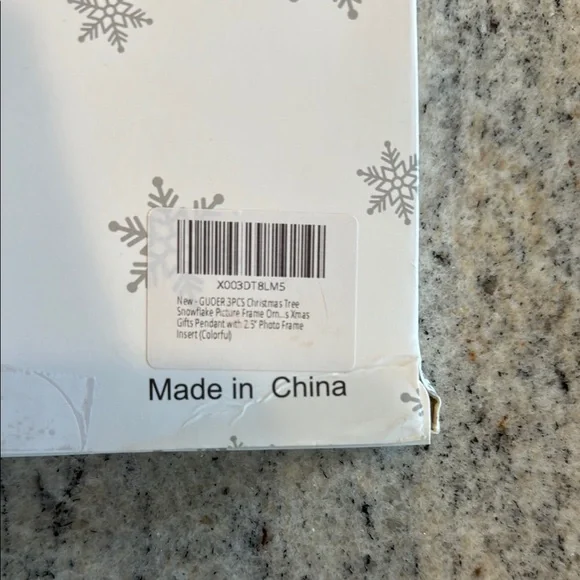 X003DT8LM5
New - GUDER 3PCS Christmas Tree
Snowflake Picture Frame Orn...s Xmas
Gifts Pendant with 2.5" Photo Frame
Insert (Colorful)
Made in China